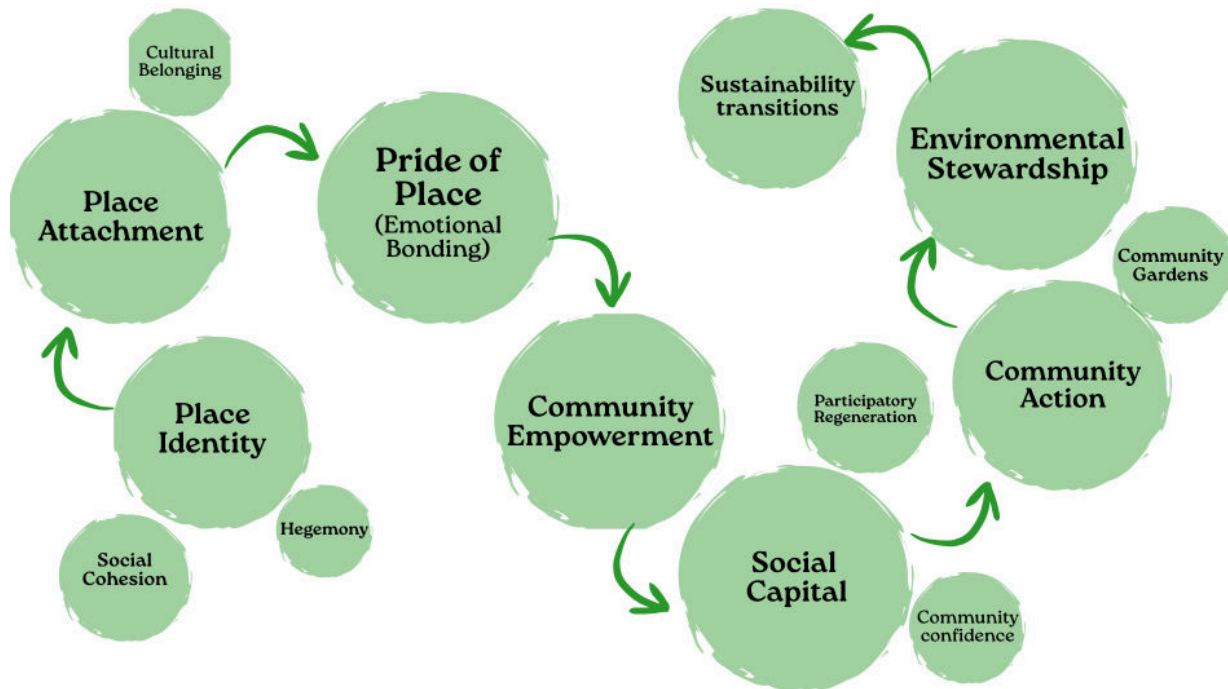 Cultural
Belonging
Place
Attachment
Pride of
Place
(Emotional
Bonding)
Place
Identity
Hegemony
Social
Cohesion
Community
Empowerment
Social
Capital
Community
confidence
Participatory
Regeneration
Community
Action
Community
Gardens
Environmental
Stewardship
Sustainability
transitions